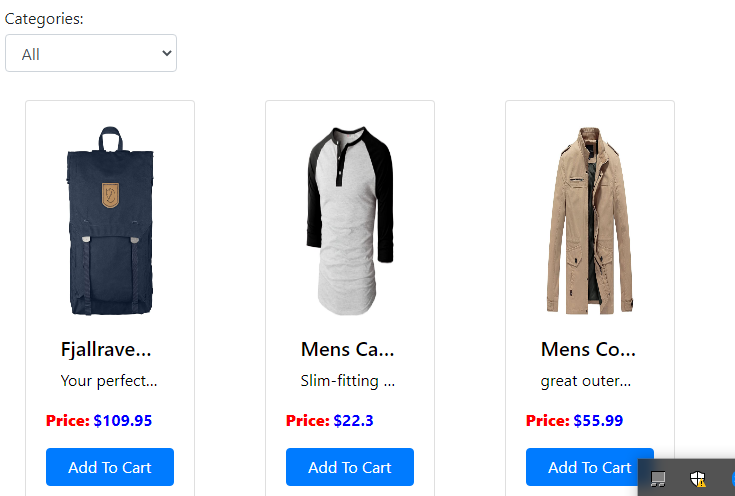 Categories:
All
Fjallrave...
Your perfect...
Price: $109.95
Add To Cart
Mens Ca...
Slim-fitting ...
Price: $22.3
Add To Cart
Mens Co...
great outer...
Price: $55.99
Add To Cart